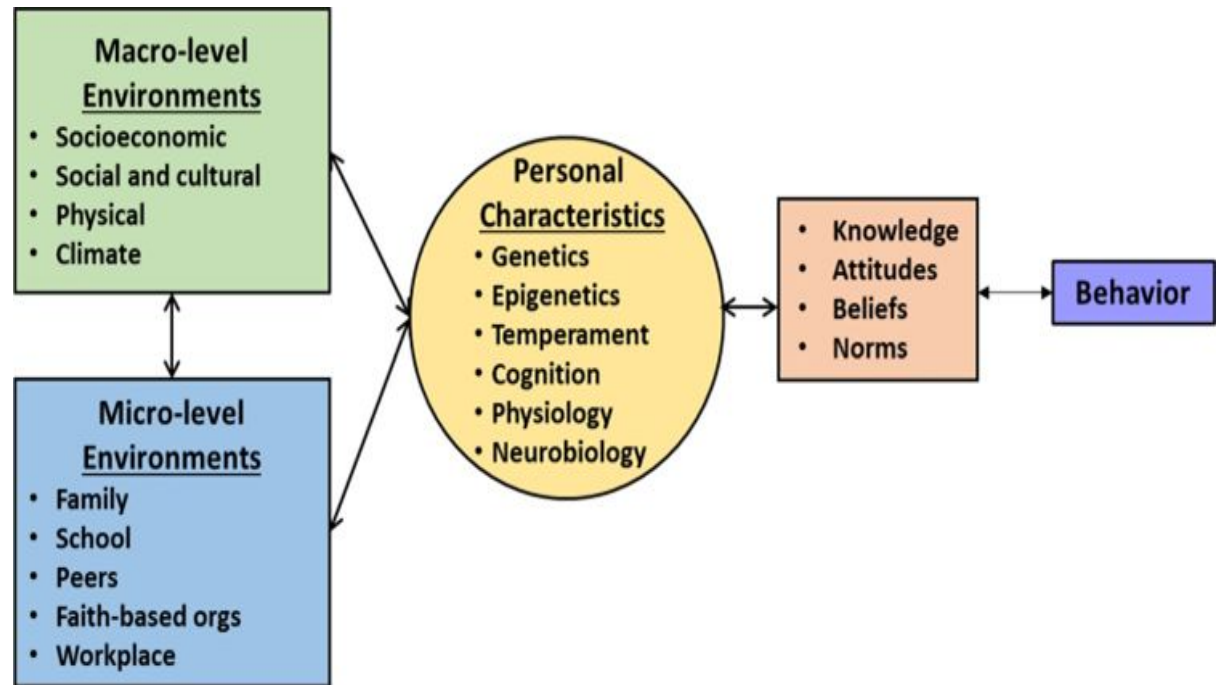 Macro-level
Environments
• Socioeconomic
• Social and cultural
• Physical
• Climate
Micro-level
Environments
• Family
• School
• Peers
• Faith-based orgs
• Workplace
Personal
Characteristics
• Genetics
• Epigenetics
• Temperament
• Cognition
• Physiology
• Neurobiology
• Knowledge
• Attitudes
• Beliefs
• Norms
Behavior